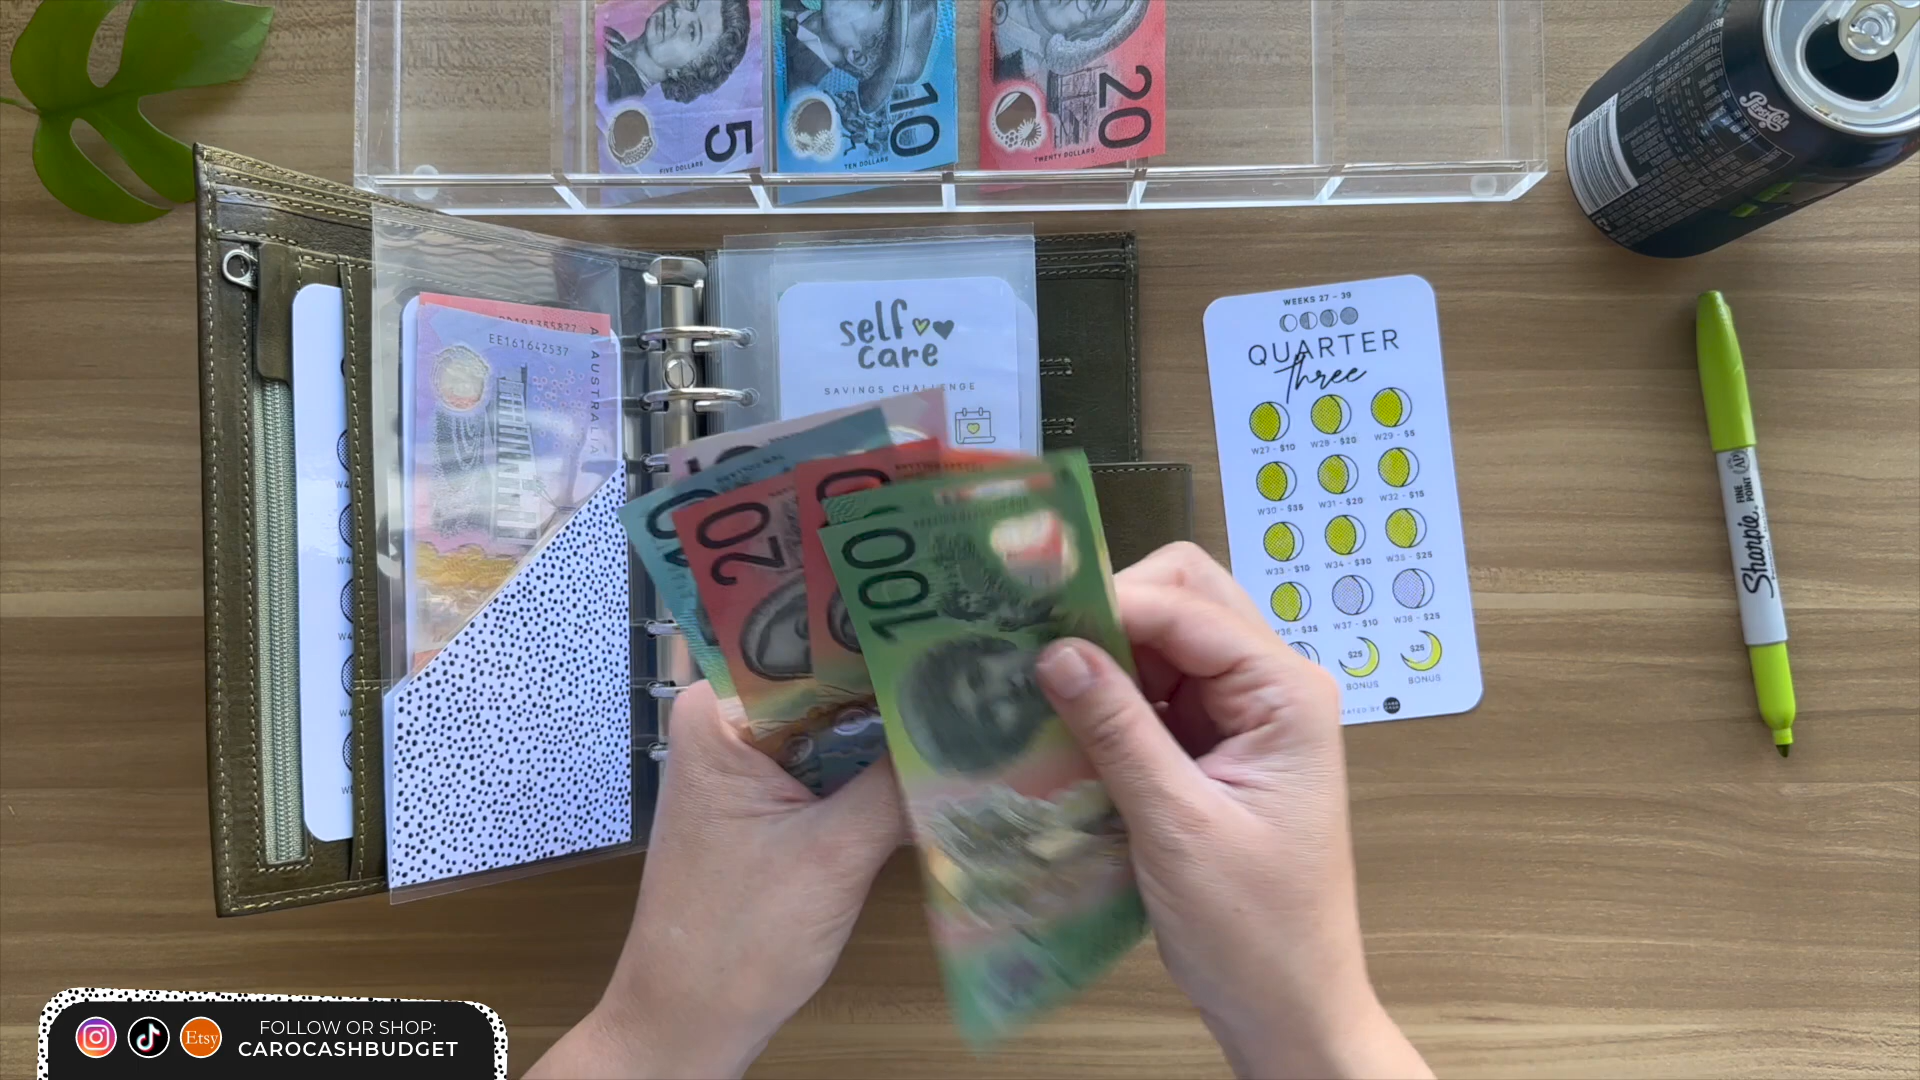 5
FIVE DOLLARS
10
TEN DOLLARS
20
TWENTY DOLLARS
PepsiCo
EE161642537
AUSTRALIA
self
care
SAVINGS CHALLENGE
20
100
WEEKS 27 - 39
QUARTER
three
W27 - $10
W28 - $20
W29 - $5
W30 - $35
W31 - $20
W32 - $15
W33 - $10
W34 - $30
W35 - $25
W36 - $35
W37 - $10
W38 - $25
$25
BONUS
$25
BONUS
Sharpie
FINE
POINT
AP
Etsy
FOLLOW OR SHOP:
CAROCASHBUDGET